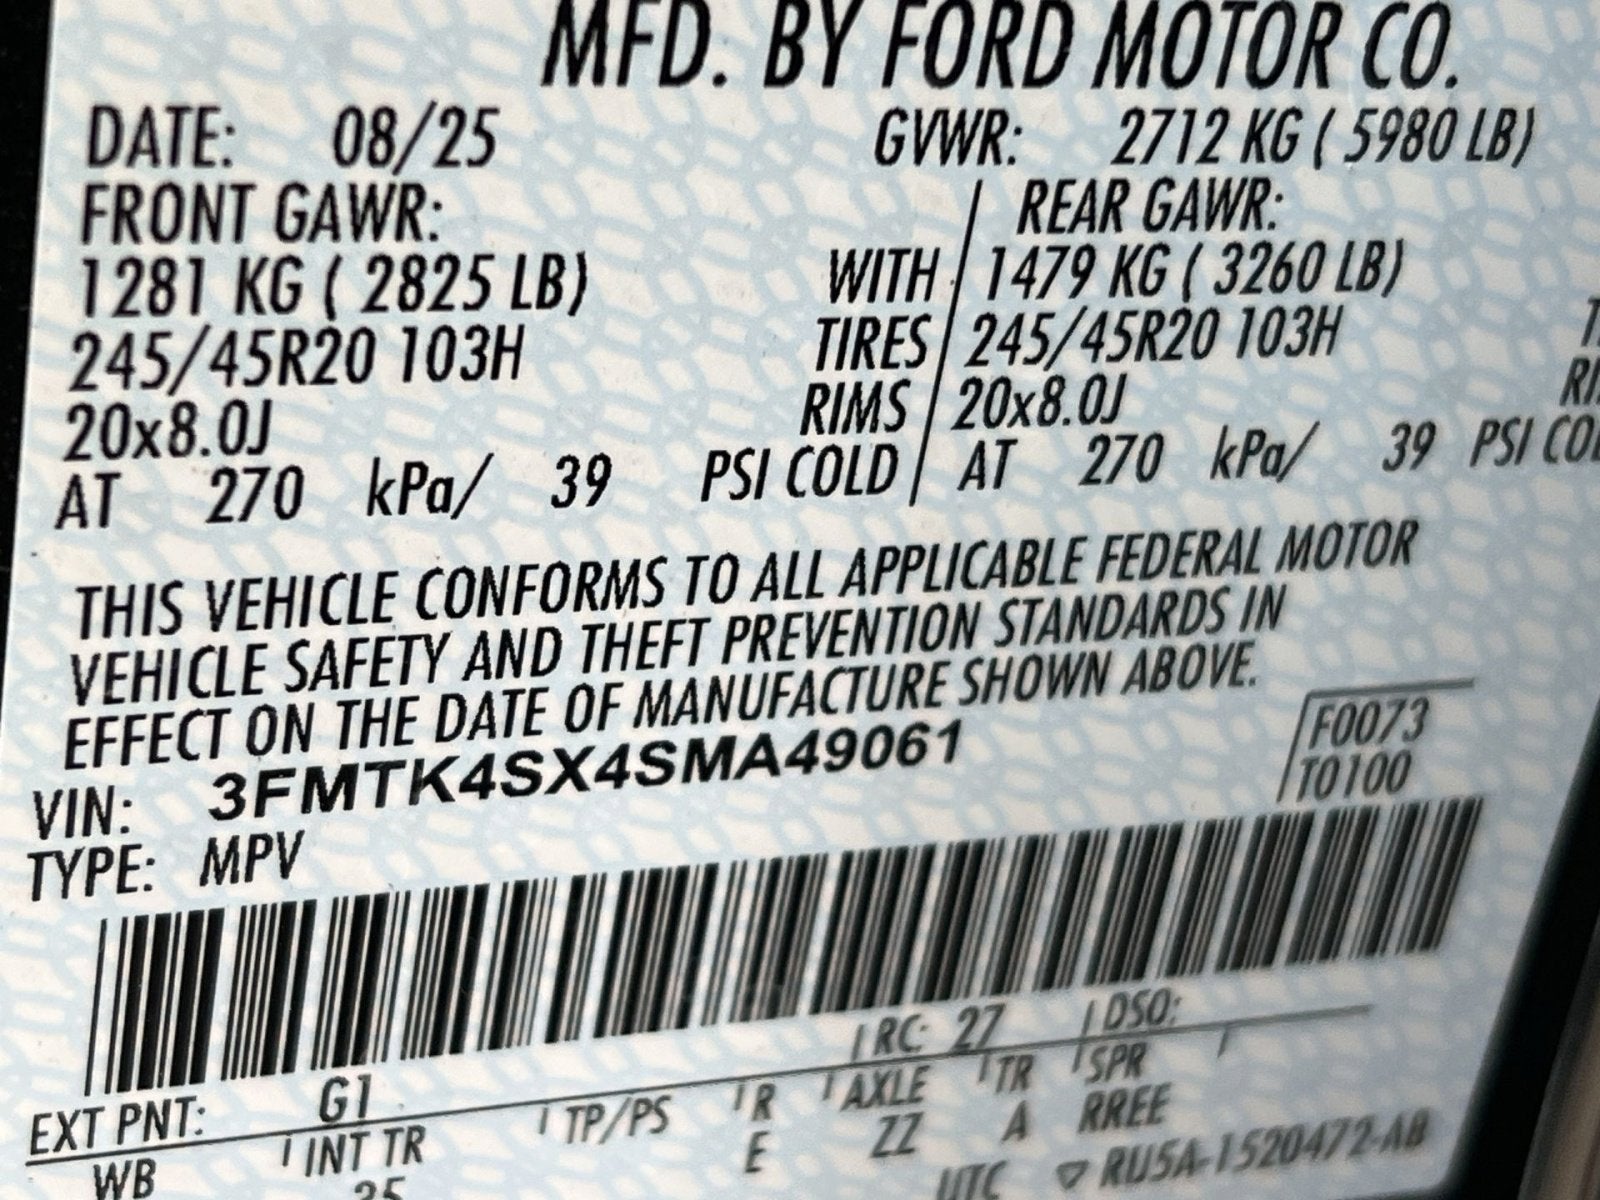 MFD. BY FORD MOTOR CO.
DATE: 08/25 GVWR: 2712 KG ( 5980 LB)
FRONT GAWR: REAR GAWR:
1281 KG ( 2825 LB) WITH 1479 KG ( 3260 LB)
245/45R20 103H TIRES 245/45R20 103H
20x8.0J RIMS 20x8.0J
AT 270 kPa/ 39 PSI COLD AT 270 kPa/ 39 PSI
THIS VEHICLE CONFORMS TO ALL APPLICABLE FEDERAL MOTOR
VEHICLE SAFETY AND THEFT PREVENTION STANDARDS IN
EFFECT ON THE DATE OF MANUFACTURE SHOWN ABOVE.
VIN: 3FMTK4SX4SMA49061 F0073
TYPE: MPV T0100
EXT PNT: G1 RC: 27 DSO:
WB INT TR TP/PS R AXLE TR SPR
35 E ZZ A RREE
UTC ▽ RU5A-1520472-AB